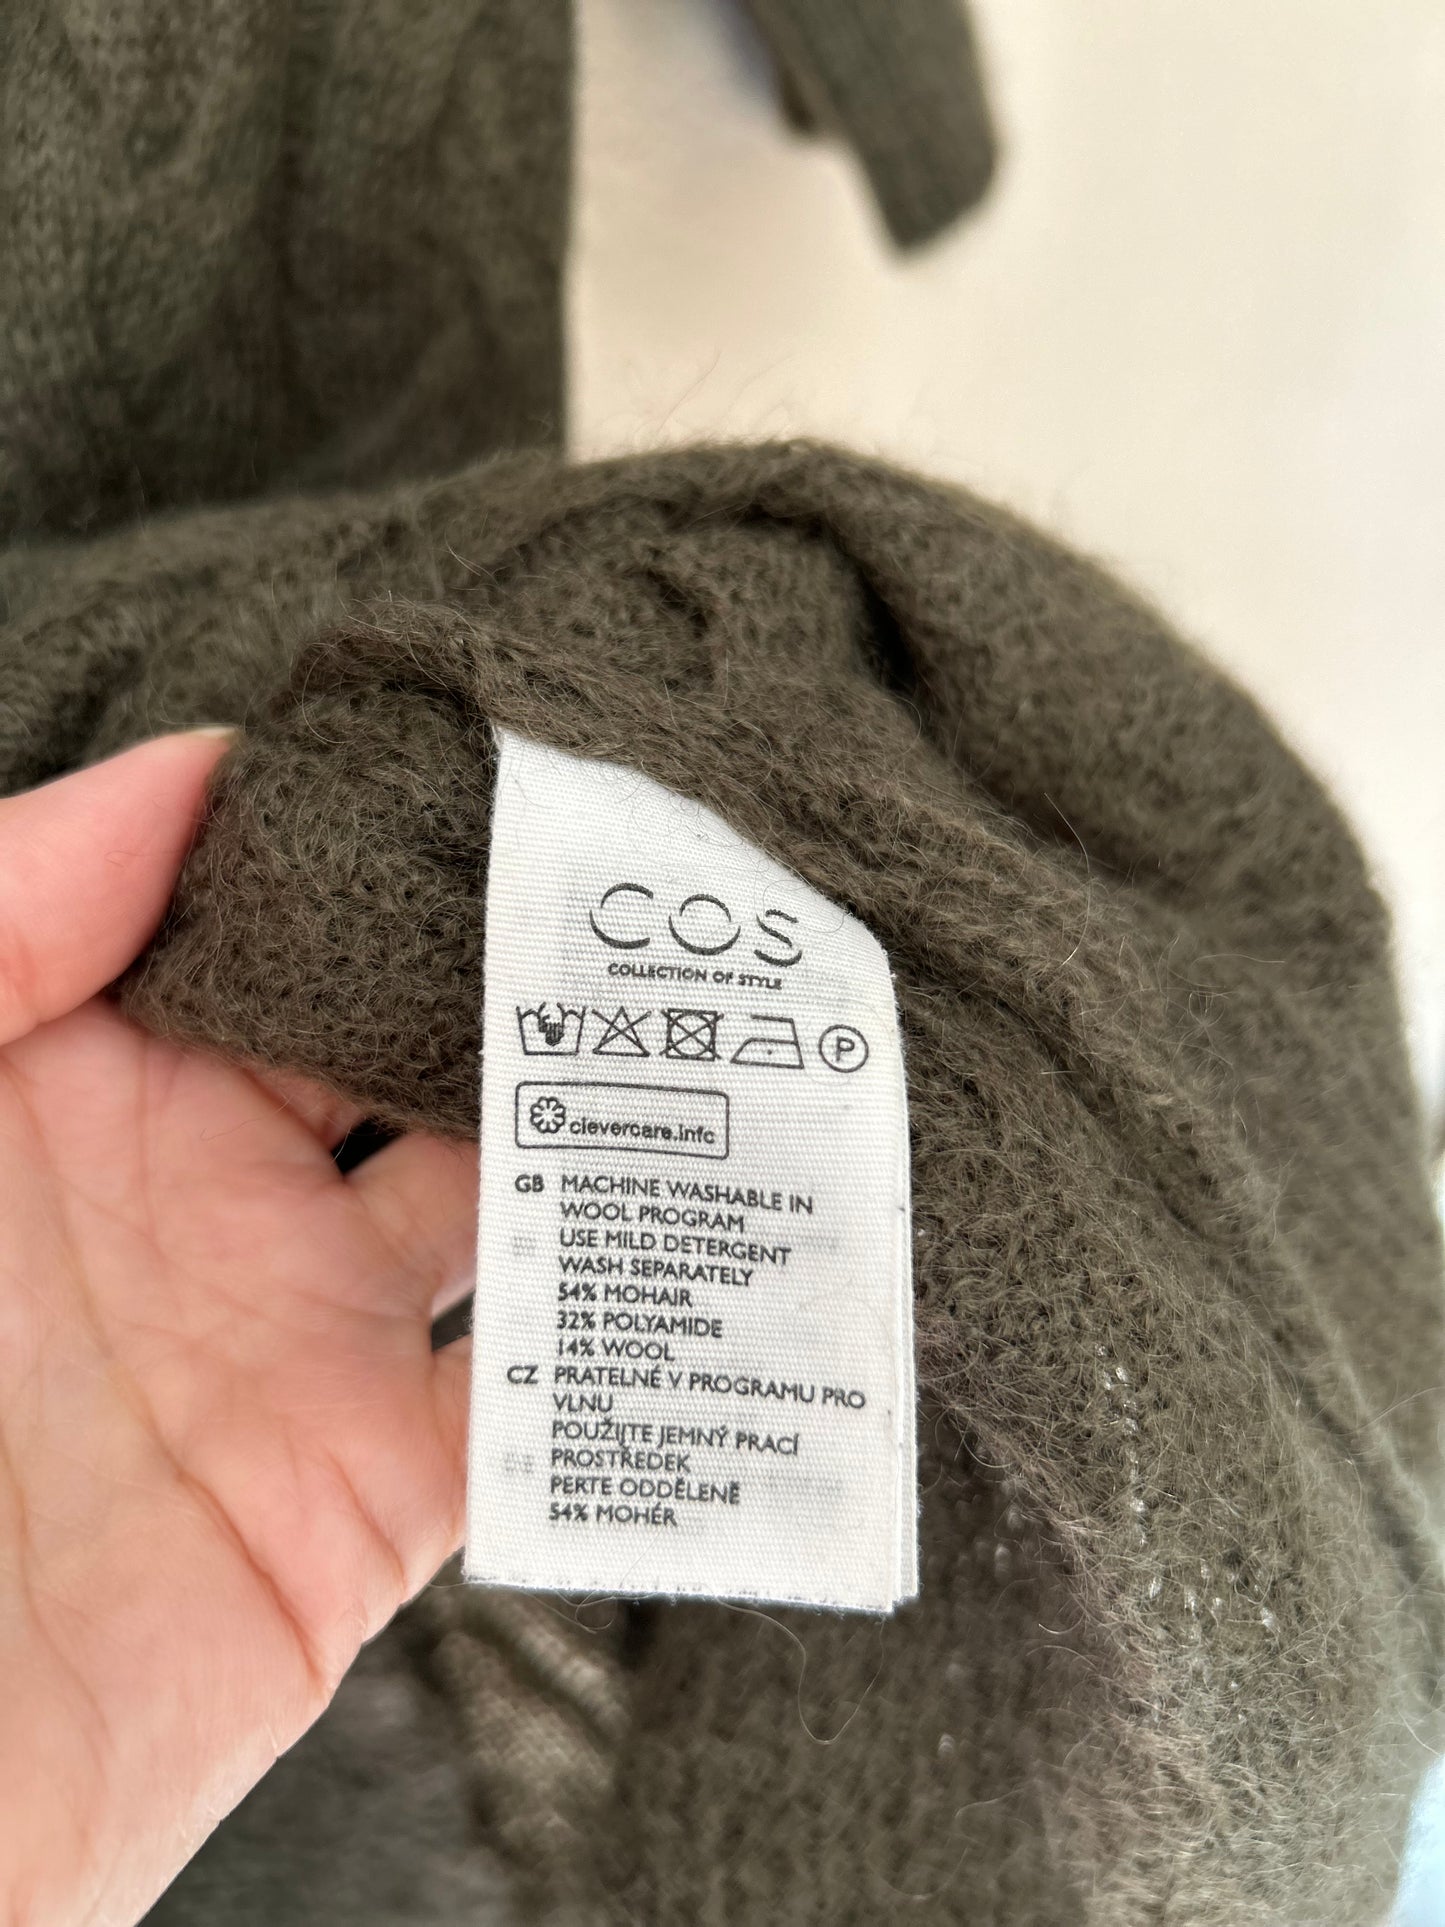 COS
COLLECTION OF STYLE
P
clevercare.info
GB MACHINE WASHABLE IN
WOOL PROGRAM
USE MILD DETERGENT
WASH SEPARATELY
54% MOHAIR
32% POLYAMIDE
14% WOOL
CZ PRATELNÉ V PROGRAMU PRO
VLNU
POUŽIJTE JEMNÝ PRACÍ
PROSTŘEDEK
PERTE ODDĚLENĚ
54% MOHÉR